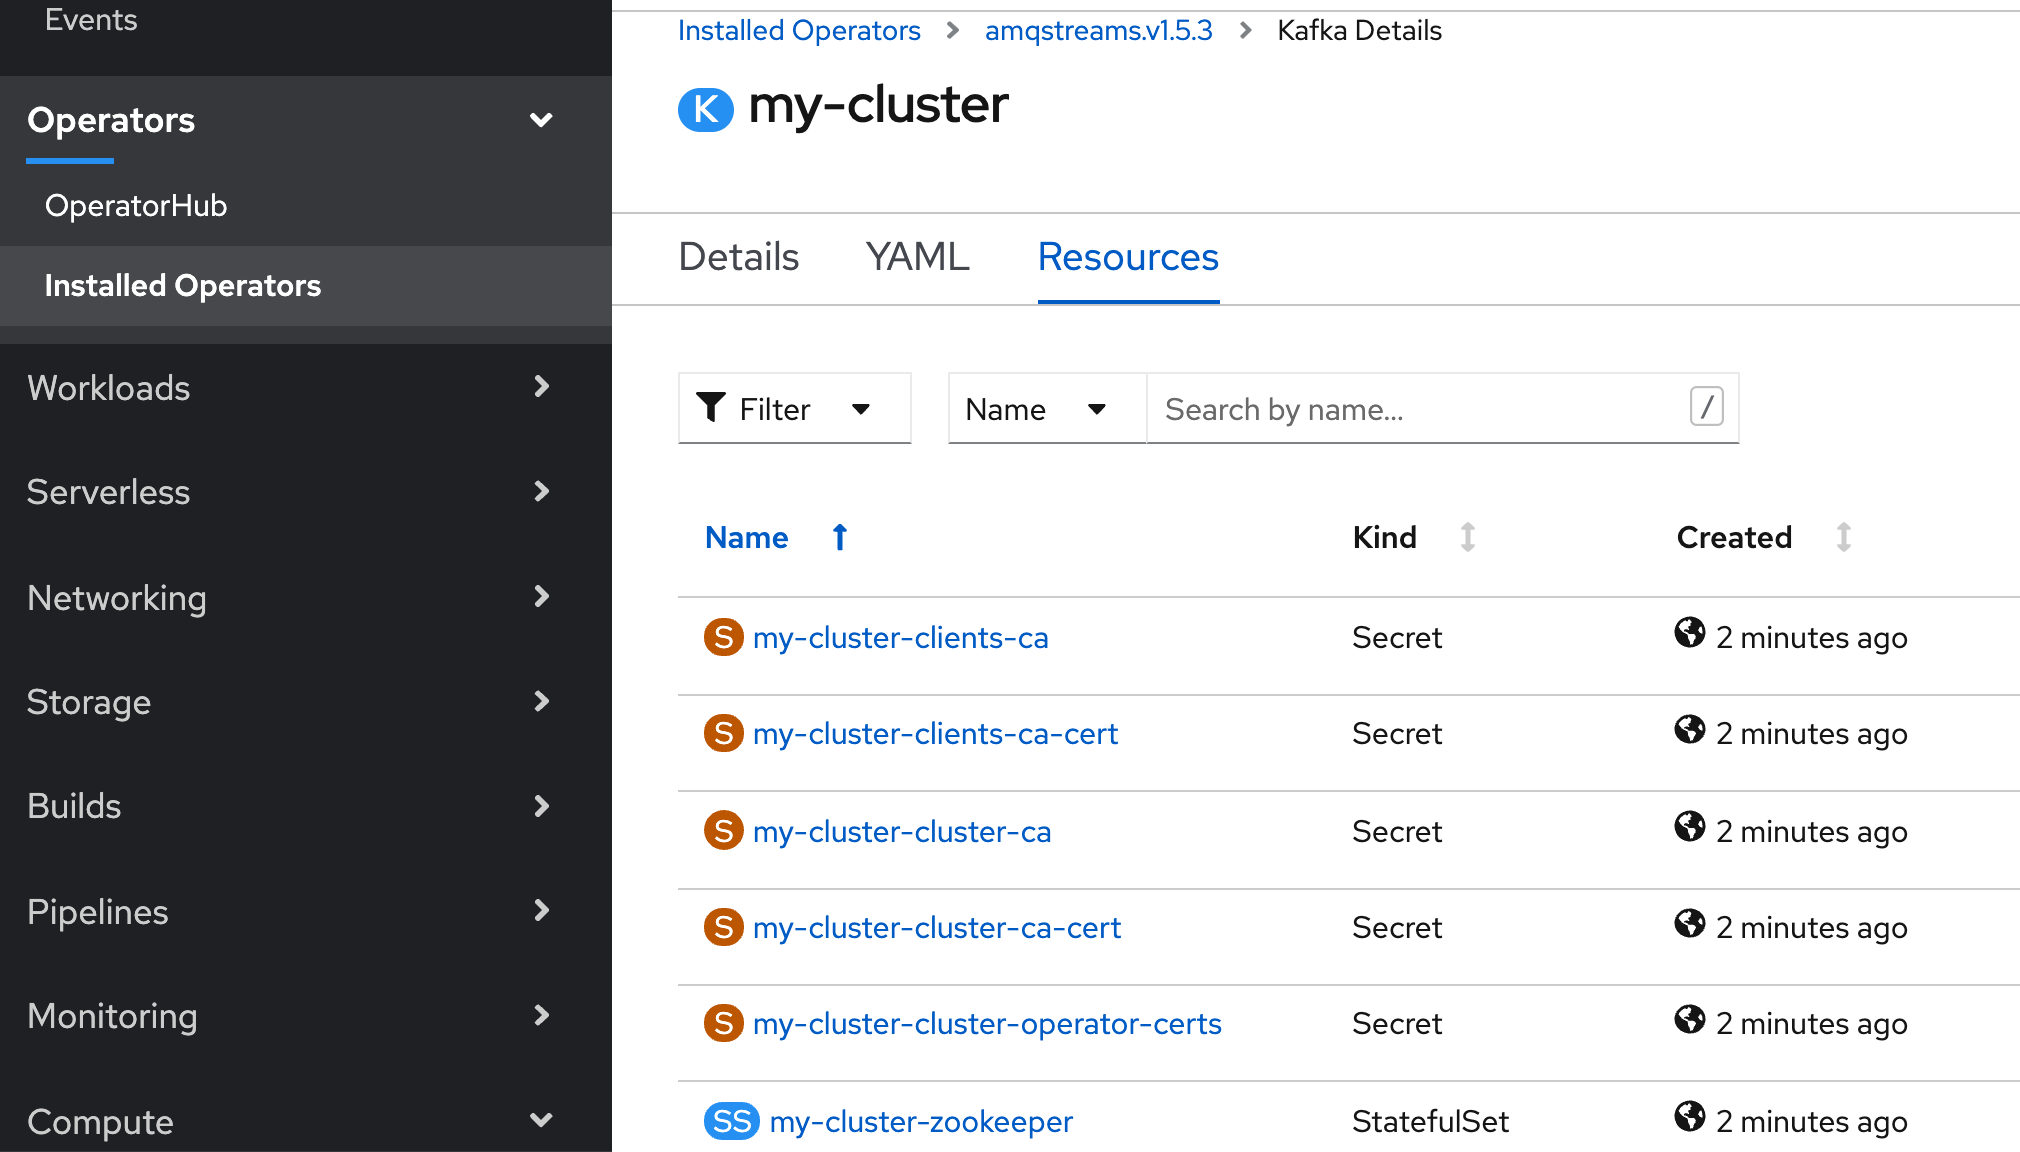 Events
Operators
OperatorHub
Installed Operators
Workloads
Serverless
Networking
Storage
Builds
Pipelines
Monitoring
Compute
Installed Operators > amqstreams.v1.5.3 > Kafka Details
K my-cluster
Details YAML Resources
Filter Name Search by name... /
Name Kind Created
S my-cluster-clients-ca Secret 2 minutes ago
S my-cluster-clients-ca-cert Secret 2 minutes ago
S my-cluster-cluster-ca Secret 2 minutes ago
S my-cluster-cluster-ca-cert Secret 2 minutes ago
S my-cluster-cluster-operator-certs Secret 2 minutes ago
SS my-cluster-zookeeper StatefulSet 2 minutes ago